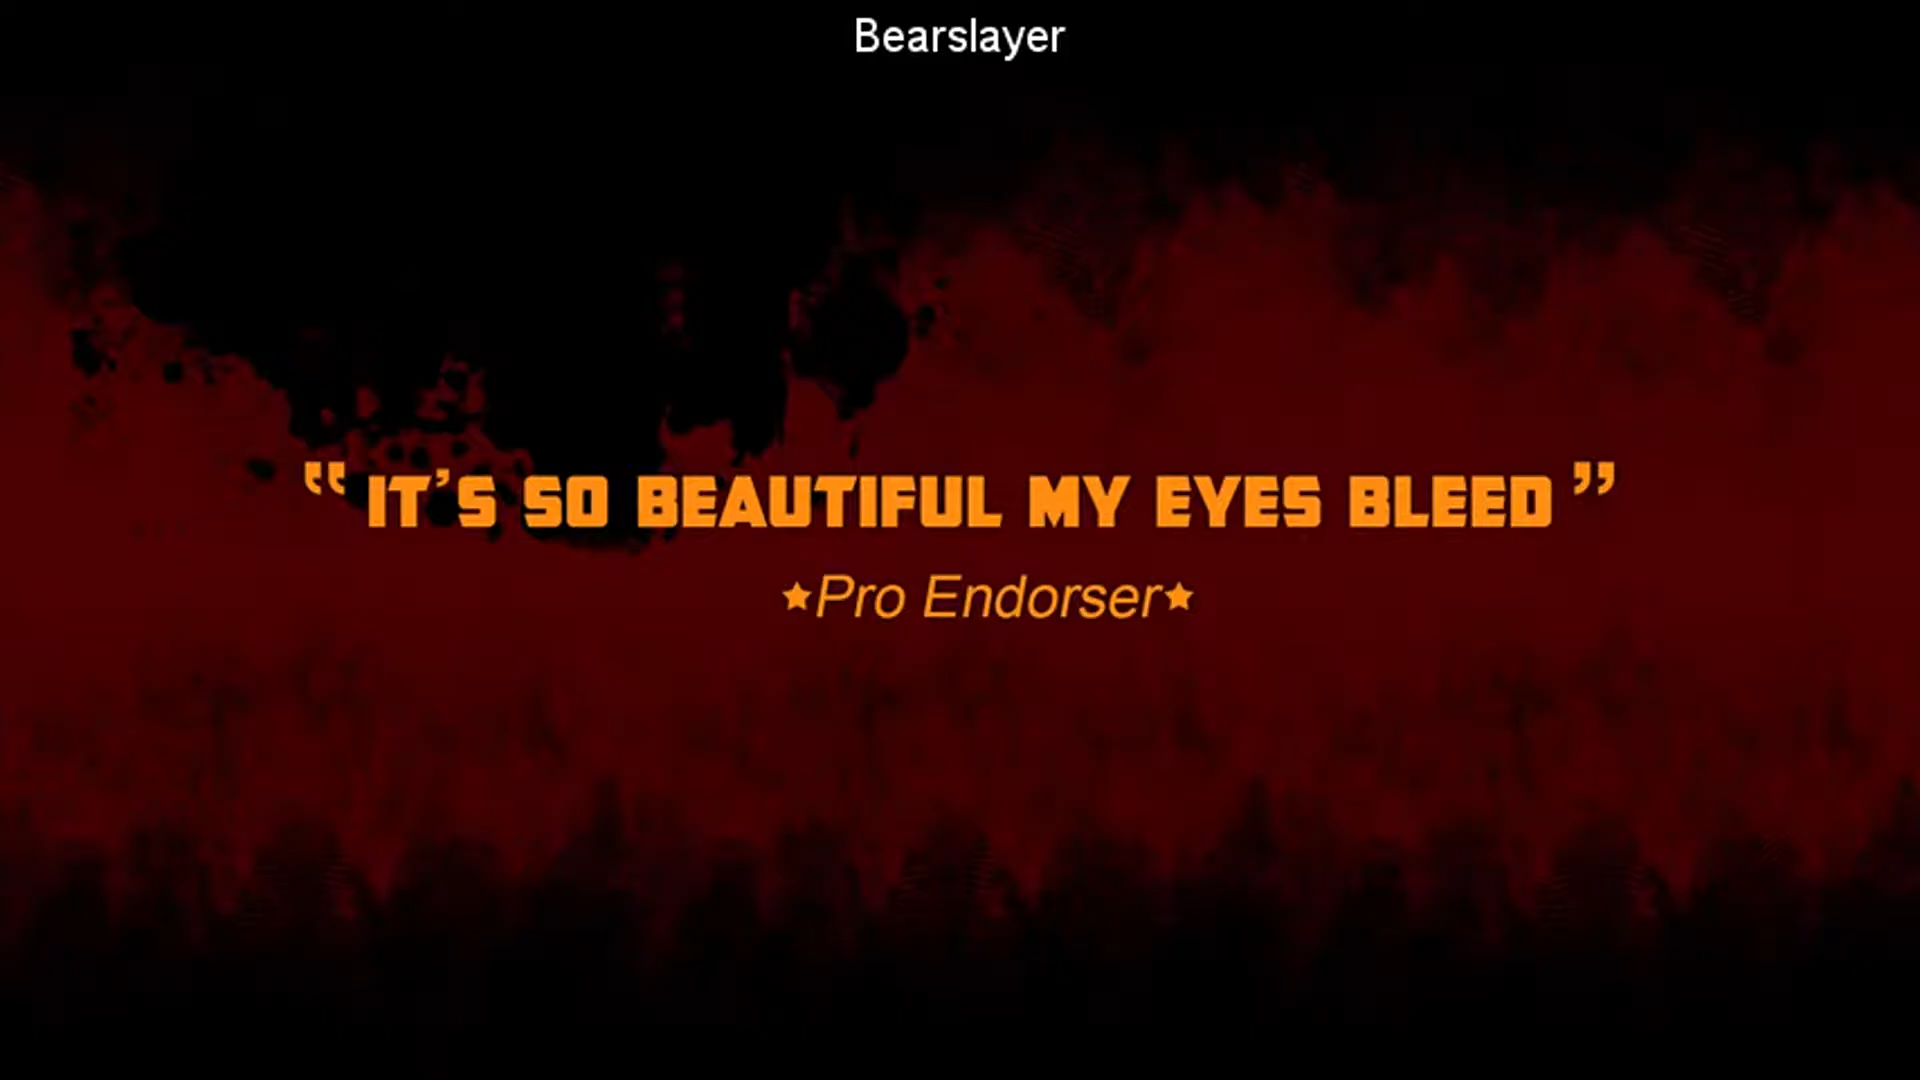 Bearslayer
“IT’S SO BEAUTIFUL MY EYES BLEED”
★Pro Endorser★